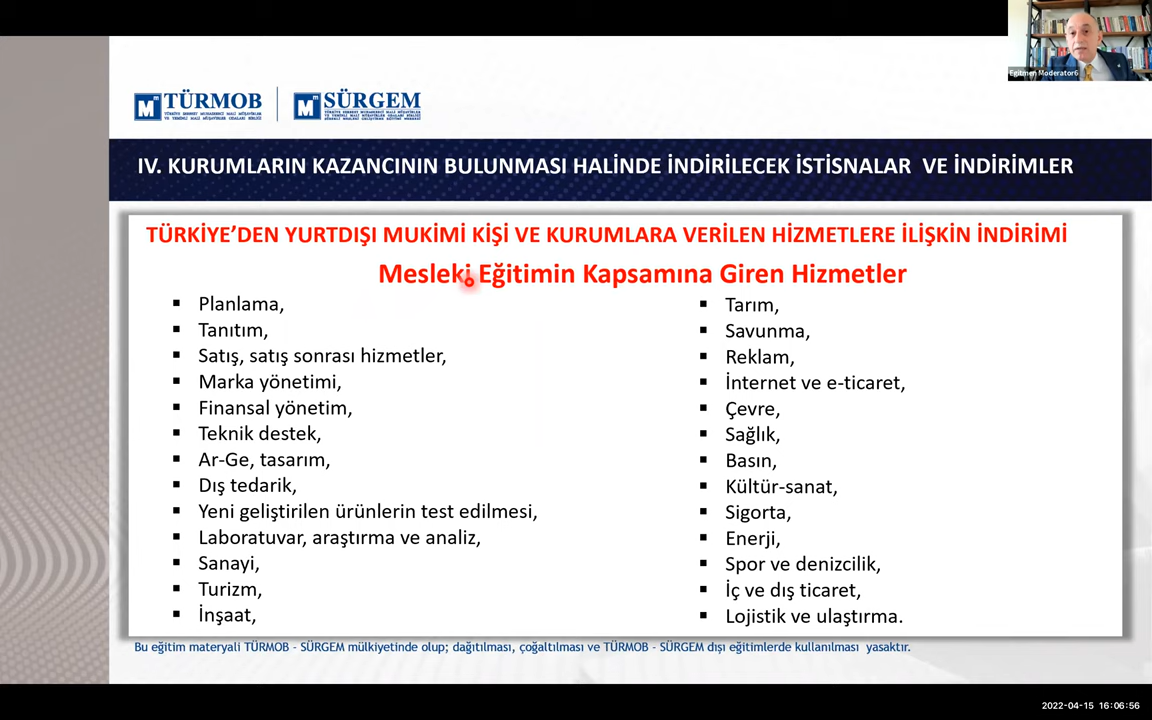 Egitmen Moderator6
TÜRMOB
SÜRGEM
IV. KURUMLARIN KAZANCININ BULUNMASI HALİNDE İNDİRİLECEK İSTİSNALAR VE İNDİRİMLER
TÜRKİYE’DEN YURTDIŞI MUKİMİ KİŞİ VE KURUMLARA VERİLEN HİZMETLERE İLİŞKİN İNDİRİMİ
Mesleki Eğitimin Kapsamına Giren Hizmetler
Planlama,
Tanıtım,
Satış, satış sonrası hizmetler,
Marka yönetimi,
Finansal yönetim,
Teknik destek,
Ar-Ge, tasarım,
Dış tedarik,
Yeni geliştirilen ürünlerin test edilmesi,
Laboratuvar, araştırma ve analiz,
Sanayi,
Turizm,
İnşaat,
Tarım,
Savunma,
Reklam,
İnternet ve e-ticaret,
Çevre,
Sağlık,
Basın,
Kültür-sanat,
Sigorta,
Enerji,
Spor ve denizcilik,
İç ve dış ticaret,
Lojistik ve ulaştırma.
Bu eğitim materyali TÜRMOB - SÜRGEM mülkiyetinde olup; dağıtılması, çoğaltılması ve TÜRMOB - SÜRGEM dışı eğitimlerde kullanılması yasaktır.
2022-04-15 16:06:56